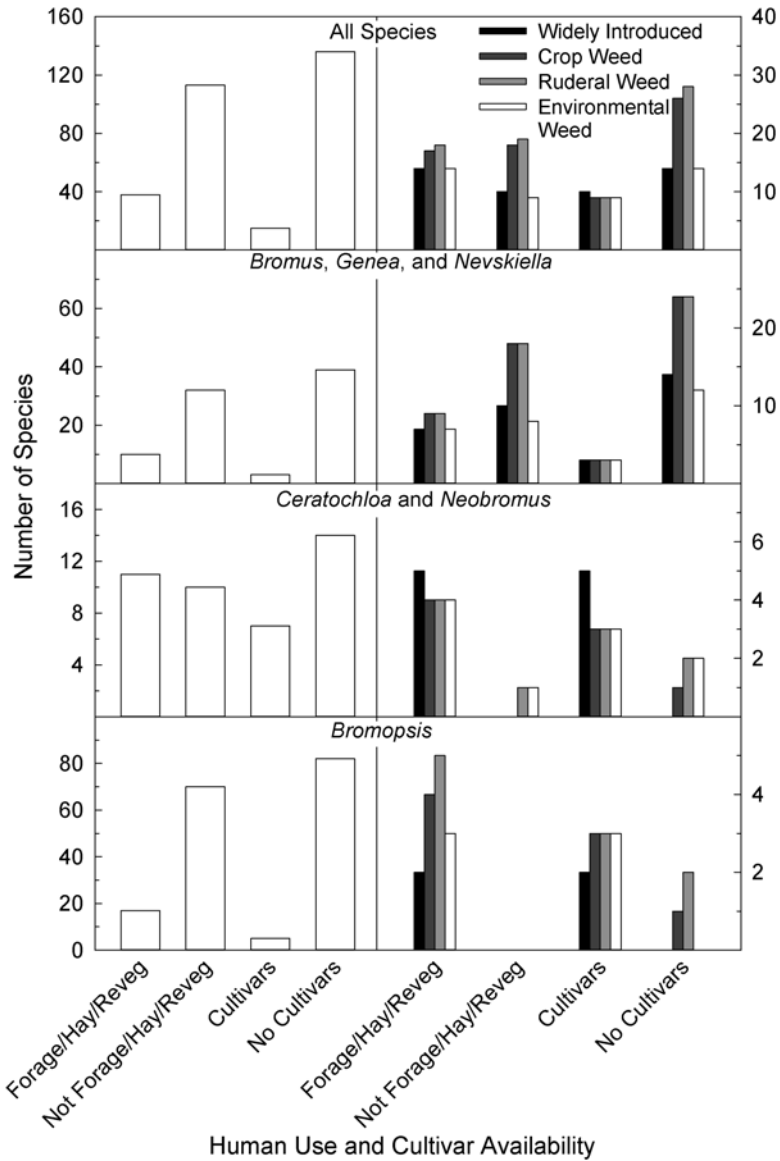 All Species
Widely Introduced
Crop Weed
Ruderal Weed
Environmental
Weed
160
120
80
40
40
30
20
10
Bromus, Genea, and Nevskiella
60
40
20
20
10
Ceratochloa and Neobromus
16
12
8
4
6
4
2
Bromopsis
80
60
40
20
0
4
2
Number of Species
Forage/Hay/Reveg
Not Forage/Hay/Reveg
Cultivars
No Cultivars
Forage/Hay/Reveg
Not Forage/Hay/Reveg
Cultivars
No Cultivars
Human Use and Cultivar Availability